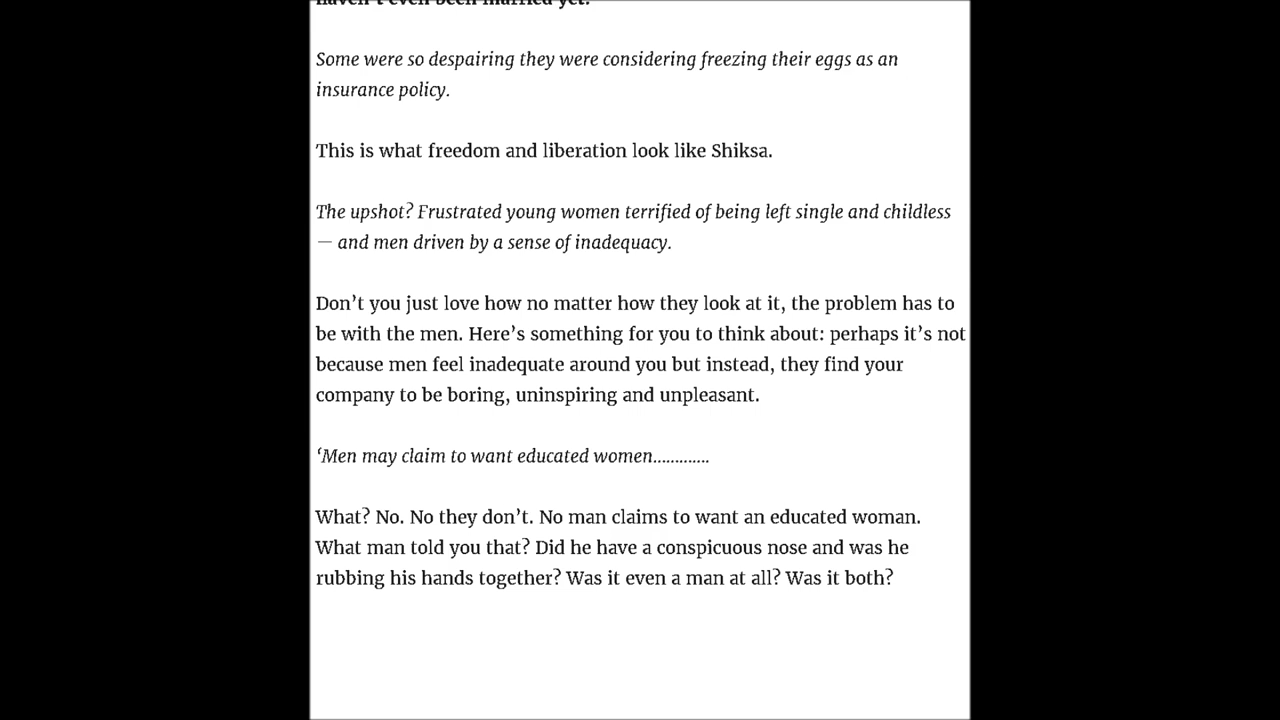 haven't even been married yet.
Some were so despairing they were considering freezing their eggs as an
insurance policy.
This is what freedom and liberation look like Shiksa.
The upshot? Frustrated young women terrified of being left single and childless
— and men driven by a sense of inadequacy.
Don’t you just love how no matter how they look at it, the problem has to
be with the men. Here’s something for you to think about: perhaps it’s not
because men feel inadequate around you but instead, they find your
company to be boring, uninspiring and unpleasant.
‘Men may claim to want educated women.............
What? No. No they don’t. No man claims to want an educated woman.
What man told you that? Did he have a conspicuous nose and was he
rubbing his hands together? Was it even a man at all? Was it both?